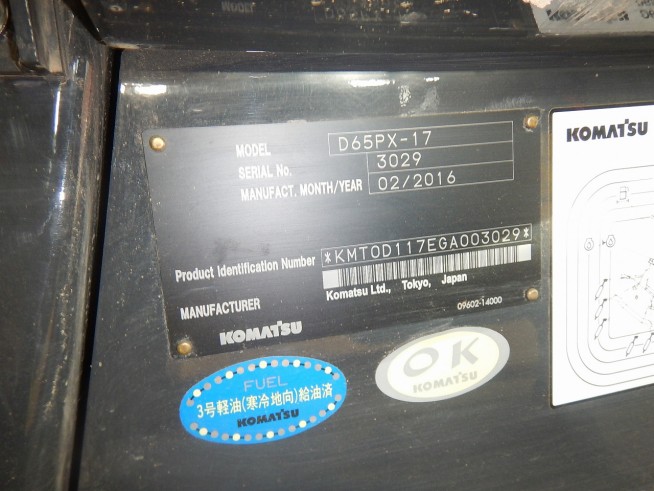 MODEL D65PX-17
SERIAL No. 3029
MANUFACT. MONTH/YEAR 02/2016
Product Identification Number *KMT0D117EGA003029*
MANUFACTURER Komatsu Ltd., Tokyo, Japan
09602-14000
KOMATSU
FUEL
3号軽油(寒冷地向)給油済
KOMATSU
OK
KOMATSU
KOMATSU